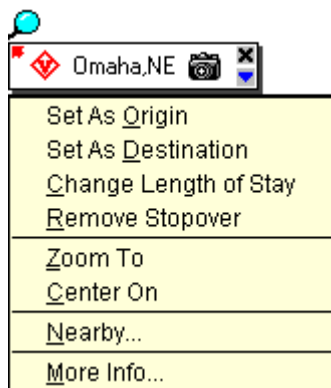 V Omaha,NE
Set As Origin
Set As Destination
Change Length of Stay
Remove Stopover
Zoom To
Center On
Nearby...
More Info...